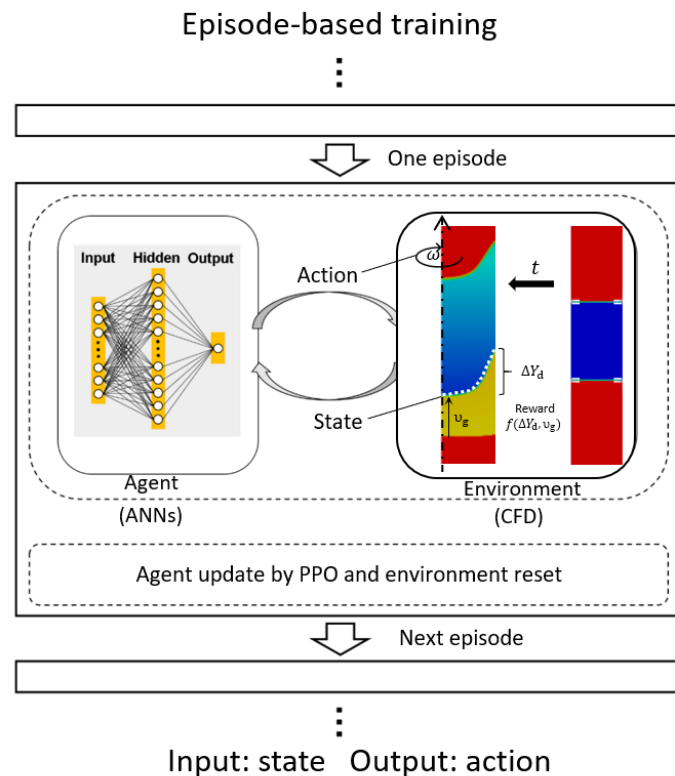 Episode-based training
One episode
Input Hidden Output
Action
State
ω
t
ΔY_d
υ_g
Reward
f(ΔY_d, υ_g)
Agent
(ANNs)
Environment
(CFD)
Agent update by PPO and environment reset
Next episode
Input: state Output: action